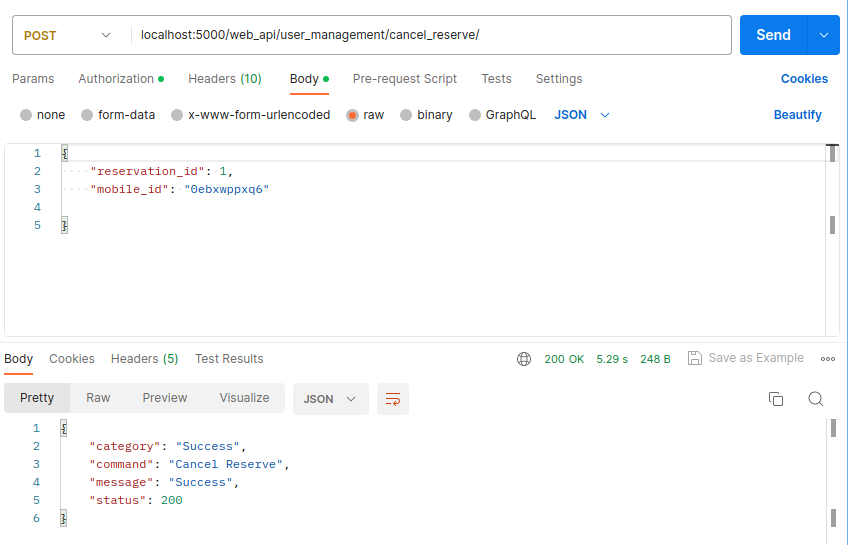 POST localhost:5000/web_api/user_management/cancel_reserve/ Send
Params Authorization Headers (10) Body Pre-request Script Tests Settings Cookies
none form-data x-www-form-urlencoded raw binary GraphQL JSON Beautify
1 {
2 "reservation_id": 1,
3 "mobile_id": "0ebxwppxq6"
4
5 }
Body Cookies Headers (5) Test Results 200 OK 5.29 s 248 B Save as Example
Pretty Raw Preview Visualize JSON
1 {
2 "category": "Success",
3 "command": "Cancel Reserve",
4 "message": "Success",
5 "status": 200
6 }